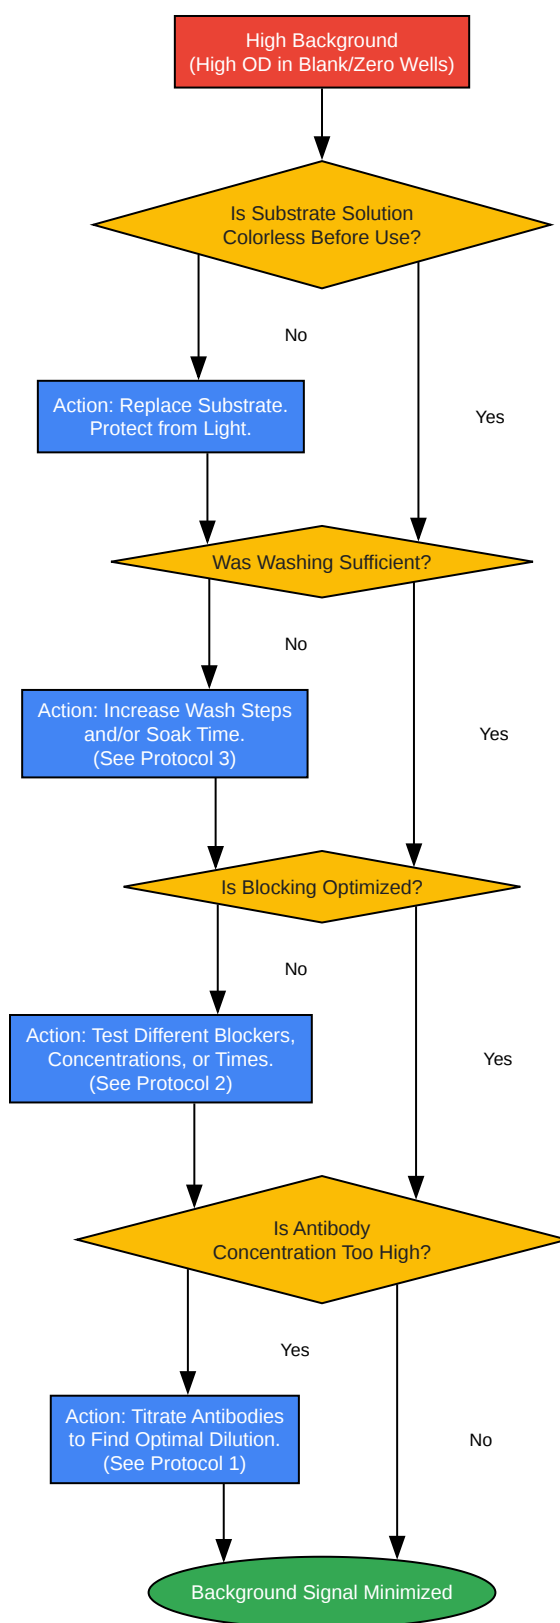 High Background
(High OD in Blank/Zero Wells)
Is Substrate Solution
Colorless Before Use?
No
Action: Replace Substrate.
Protect from Light.
Yes
Was Washing Sufficient?
No
Action: Increase Wash Steps
and/or Soak Time.
(See Protocol 3)
Yes
Is Blocking Optimized?
No
Action: Test Different Blockers,
Concentrations, or Times.
(See Protocol 2)
Yes
Is Antibody
Concentration Too High?
Yes
Action: Titrate Antibodies
to Find Optimal Dilution.
(See Protocol 1)
No
Background Signal Minimized